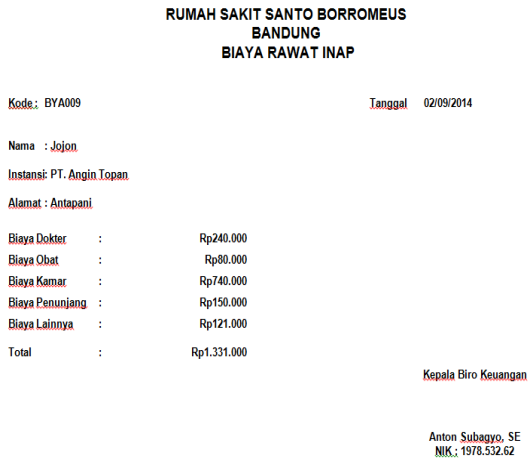 RUMAH SAKIT SANTO BORROMEUS
BANDUNG
BIAYA RAWAT INAP
Kode : BYA009 Tanggal 02/09/2014
Nama : Jojon
Instansi: PT. Angin Topan
Alamat : Antapani
Biaya Dokter : Rp240.000
Biaya Obat : Rp80.000
Biaya Kamar : Rp740.000
Biaya Penunjang : Rp150.000
Biaya Lainnya : Rp121.000
Total : Rp1.331.000
Kepala Biro Keuangan
Anton Subagyo, SE
NIK : 1978.532.62